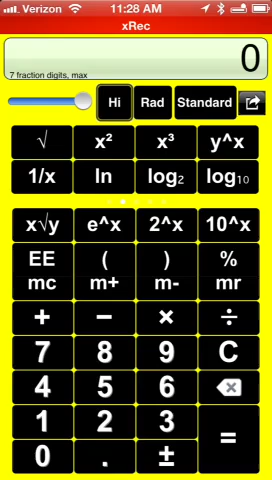 Verizon 11:28 AM
xRec
0
7 fraction digits, max
Hi Rad Standard
√ x² x³ y^x
1/x ln log₂ log₁₀
x√y e^x 2^x 10^x
EE ( ) %
mc m+ m- mr
+ − × ÷
7 8 9 C
4 5 6
1 2 3
0 . ± =